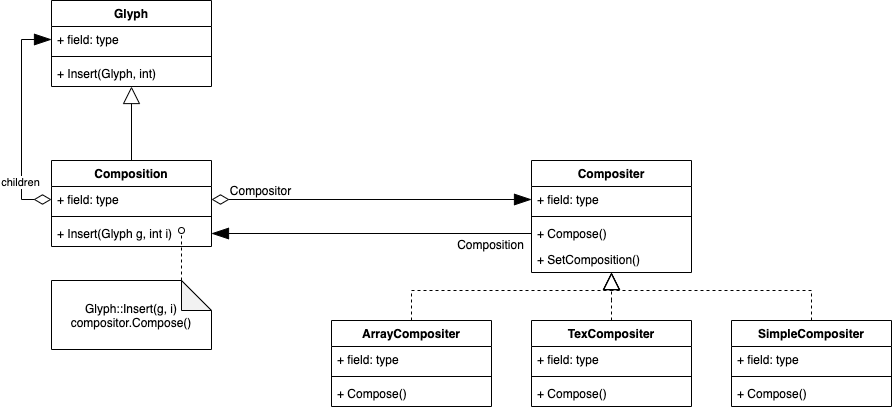 Glyph
+ field: type
+ Insert(Glyph, int)
children
Composition
+ field: type
+ Insert(Glyph g, int i)
Compositor
Composition
Compositer
+ field: type
+ Compose()
+ SetComposition()
Glyph::Insert(g, i)
compositor.Compose()
ArrayCompositer
+ field: type
+ Compose()
TexCompositer
+ field: type
+ Compose()
SimpleCompositer
+ field: type
+ Compose()